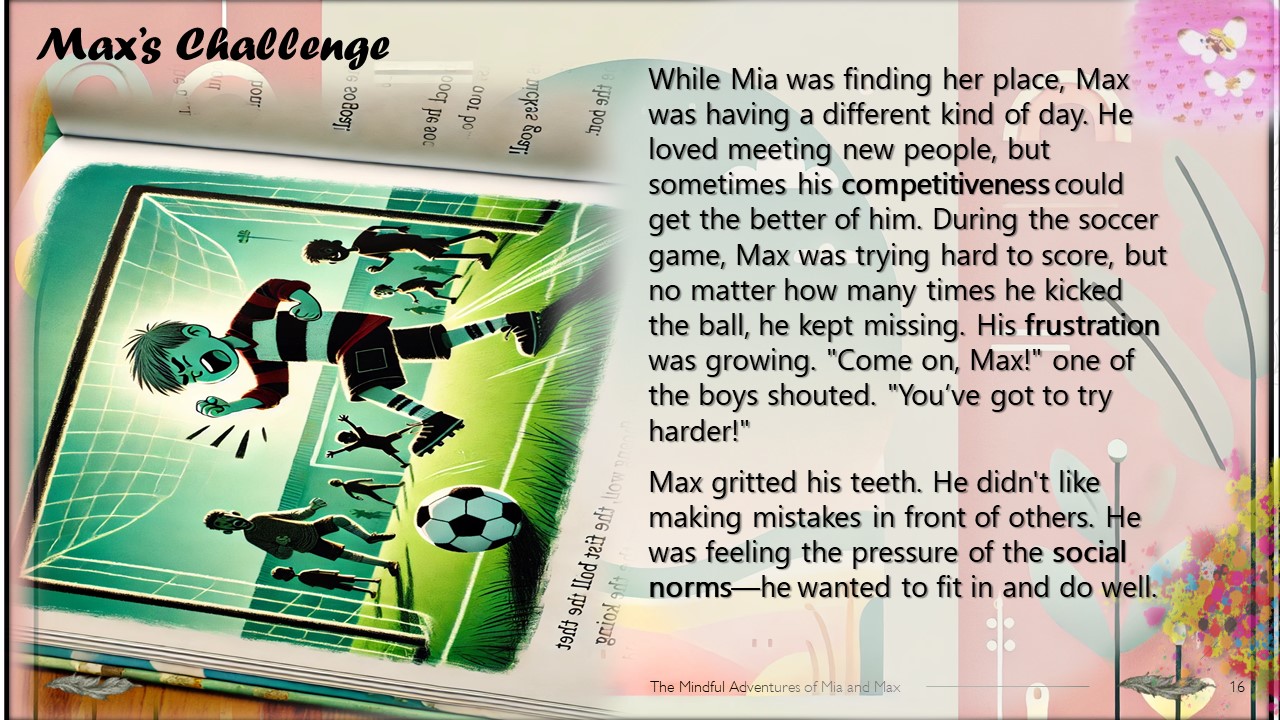 Max's Challenge
While Mia was finding her place, Max
was having a different kind of day. He
loved meeting new people, but
sometimes his competitiveness could
get the better of him. During the soccer
game, Max was trying hard to score, but
no matter how many times he kicked
the ball, he kept missing. His frustration
was growing. "Come on, Max!" one of
the boys shouted. "You've got to try
harder!"
Max gritted his teeth. He didn't like
making mistakes in front of others. He
was feeling the pressure of the social
norms—he wanted to fit in and do well.
The Mindful Adventures of Mia and Max
16